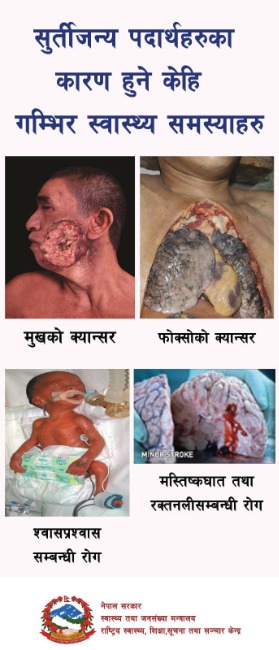 सुर्तीजन्य पदार्थहरुका
कारण हुने केहि
गम्भिर स्वास्थ्य समस्याहरु
मुखको क्यान्सर
फोक्सोको क्यान्सर
MINOR STROKE
श्वासप्रश्वास
सम्बन्धी रोग
मस्तिष्कघात तथा
रक्तनलीसम्बन्धी रोग
नेपाल सरकार
स्वास्थ्य तथा जनसंख्या मन्त्रालय
राष्ट्रिय स्वास्थ्य, शिक्षा,सूचना तथा सञ्चार केन्द्र